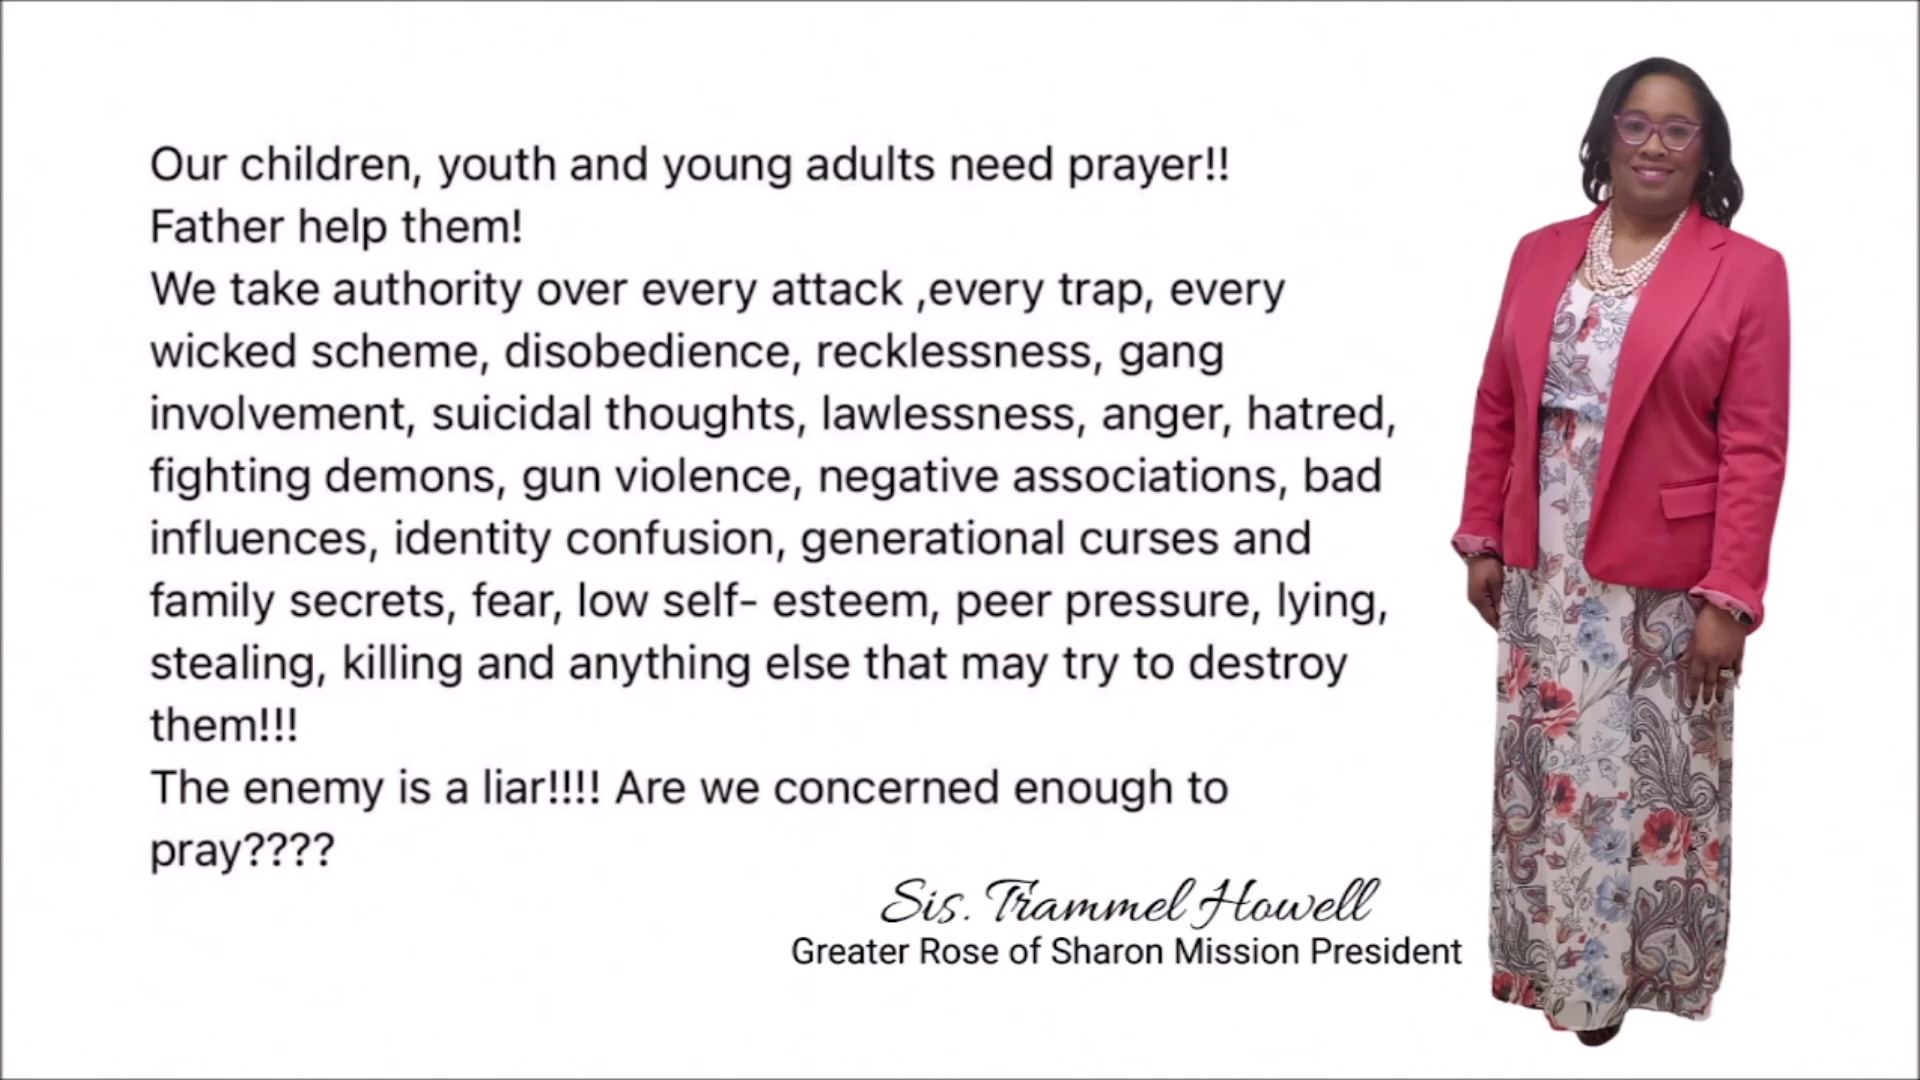 Our children, youth and young adults need prayer!!
Father help them!
We take authority over every attack ,every trap, every
wicked scheme, disobedience, recklessness, gang
involvement, suicidal thoughts, lawlessness, anger, hatred,
fighting demons, gun violence, negative associations, bad
influences, identity confusion, generational curses and
family secrets, fear, low self- esteem, peer pressure, lying,
stealing, killing and anything else that may try to destroy
them!!!
The enemy is a liar!!!! Are we concerned enough to
pray????
Sis. Trammel Howell
Greater Rose of Sharon Mission President